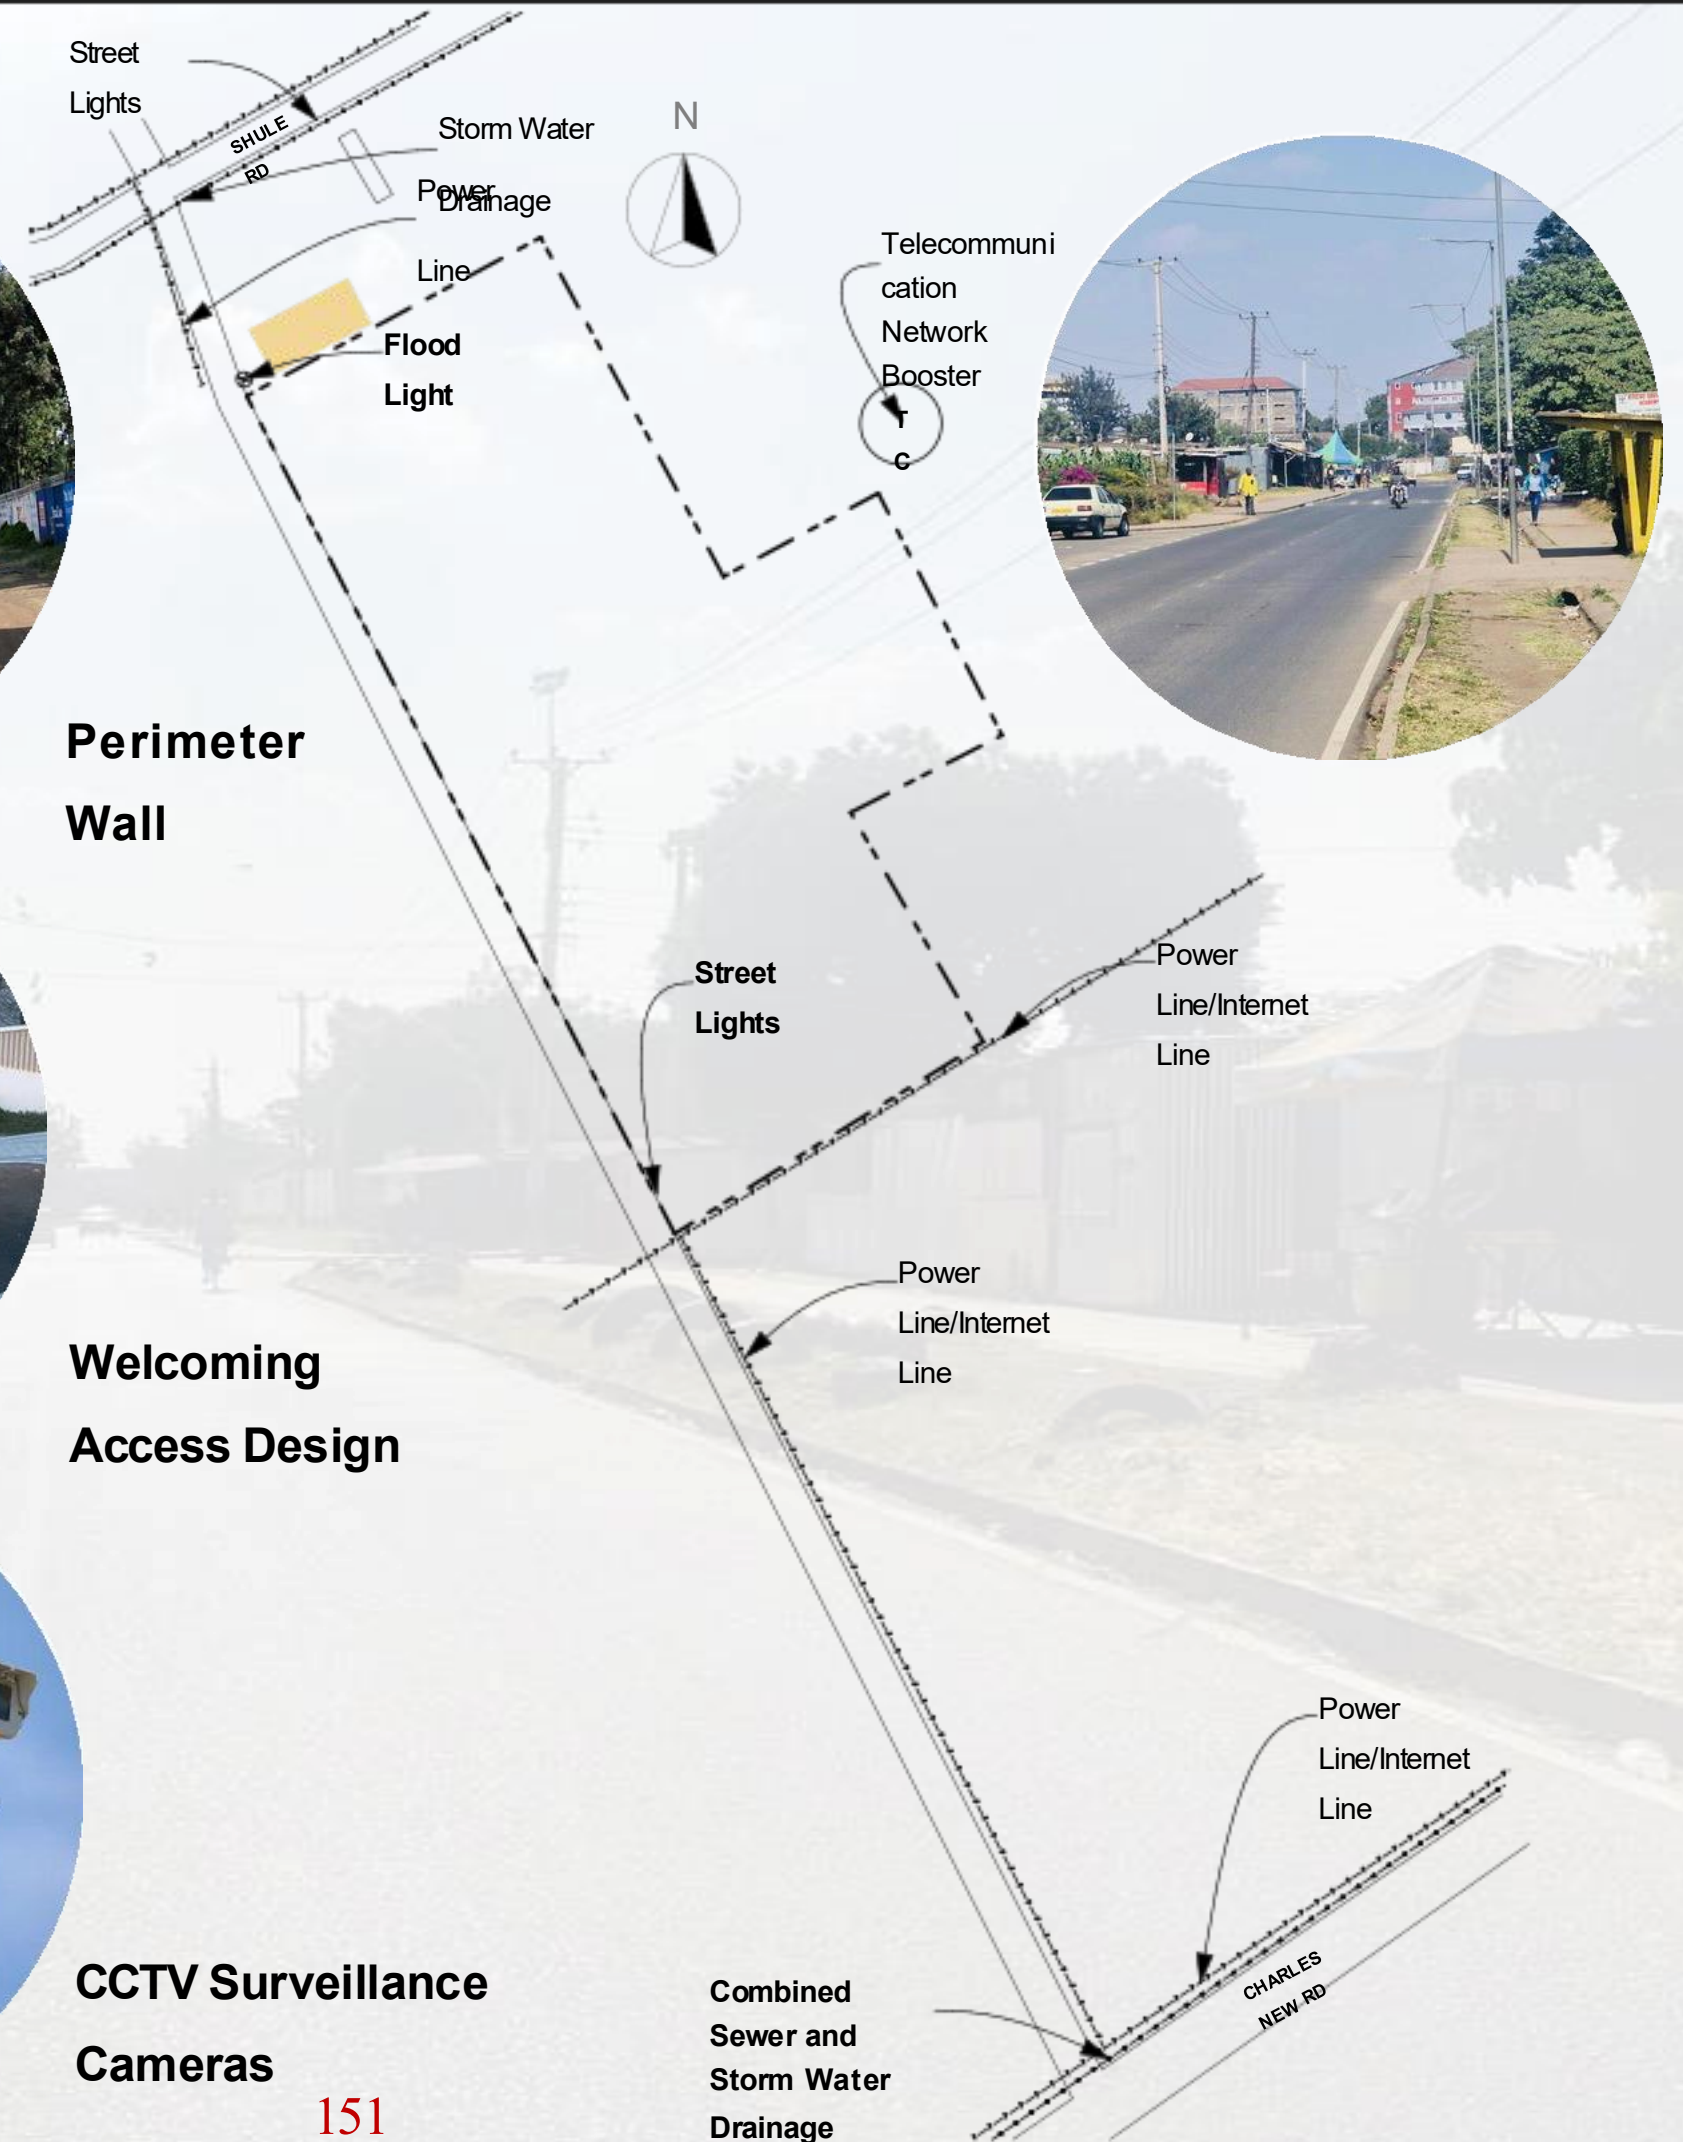 Street
Lights
SHULE
RD
Storm Water
Drainage
Power
Line
N
Flood
Light
Telecommuni
cation
Network
Booster
T
C
Perimeter
Wall
Street
Lights
Power
Line/Internet
Line
Power
Line/Internet
Line
Welcoming
Access Design
Power
Line/Internet
Line
CHARLES
NEW RD
CCTV Surveillance
Cameras
Combined
Sewer and
Storm Water
Drainage
151